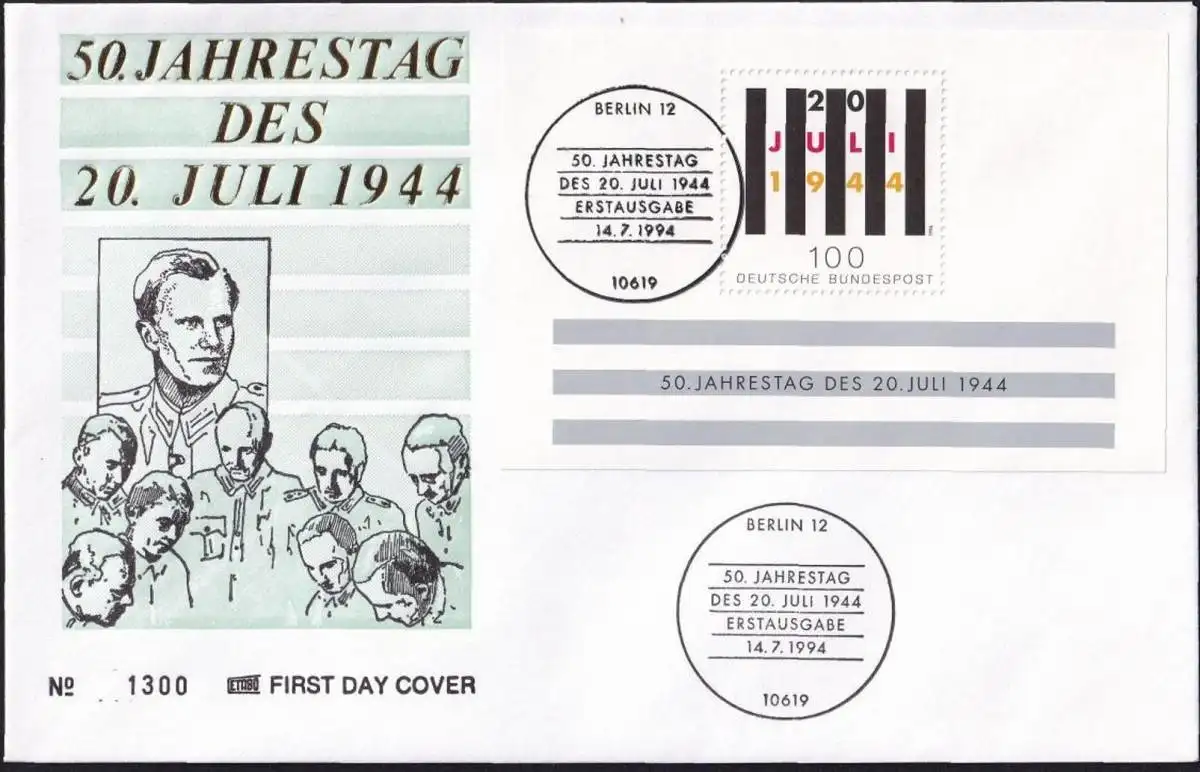 50. JAHRESTAG
DES
20. JULI 1944
BERLIN 12
50. JAHRESTAG
DES 20. JULI 1944
ERSTAUSGABE
14.7.1994
10619
20
JULI
1944
100
DEUTSCHE BUNDESPOST
50. JAHRESTAG DES 20. JULI 1944
BERLIN 12
50. JAHRESTAG
DES 20. JULI 1944
ERSTAUSGABE
14.7.1994
10619
Nº 1300 ETABO FIRST DAY COVER